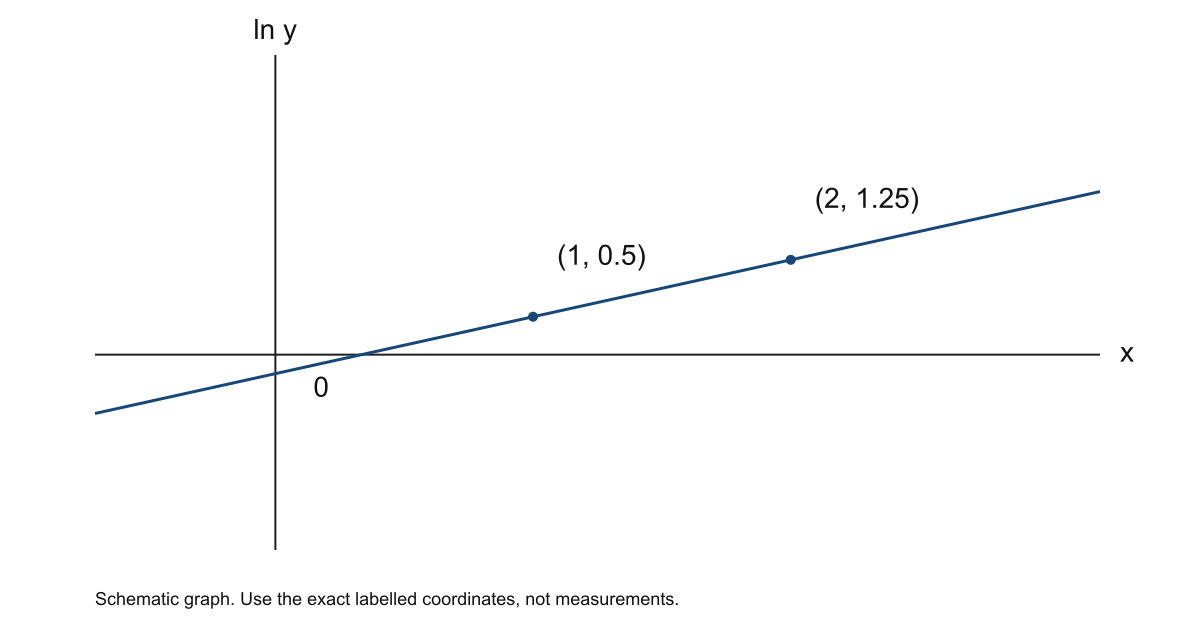 ln y
(2, 1.25)
(1, 0.5)
x
0
Schematic graph. Use the exact labelled coordinates, not measurements.